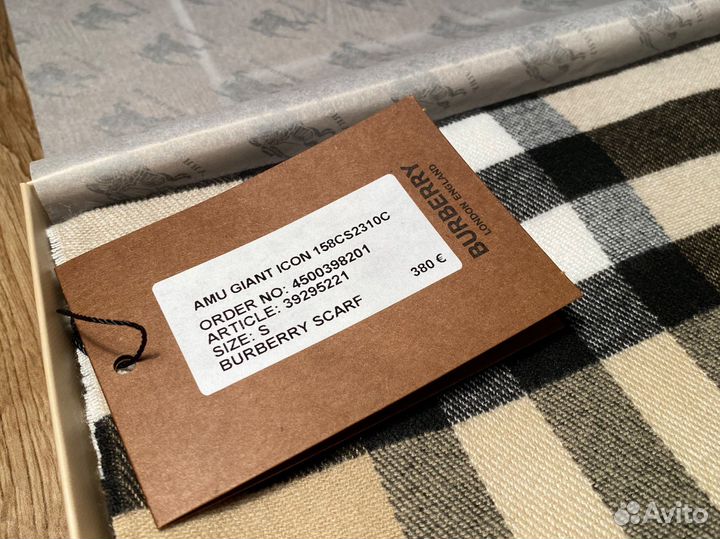 AMU GIANT ICON 158CS2310C
ORDER NO: 4500398201
ARTICLE: 39295221
SIZE: S
BURBERRY SCARF
380 €
BURBERRY
LONDON ENGLAND
Avito